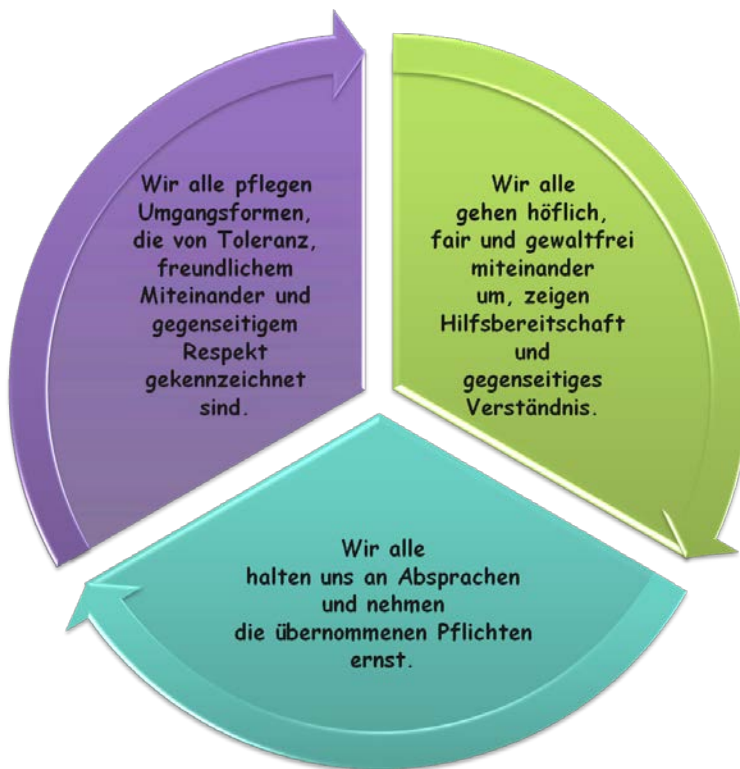 Wir alle pflegen
Umgangsformen,
die von Toleranz,
freundlichem
Miteinander und
gegenseitigem
Respekt
gekennzeichnet
sind.
Wir alle
gehen höflich,
fair und gewaltfrei
miteinander
um, zeigen
Hilfsbereitschaft
und
gegenseitiges
Verständnis.
Wir alle
halten uns an Absprachen
und nehmen
die übernommenen Pflichten
ernst.